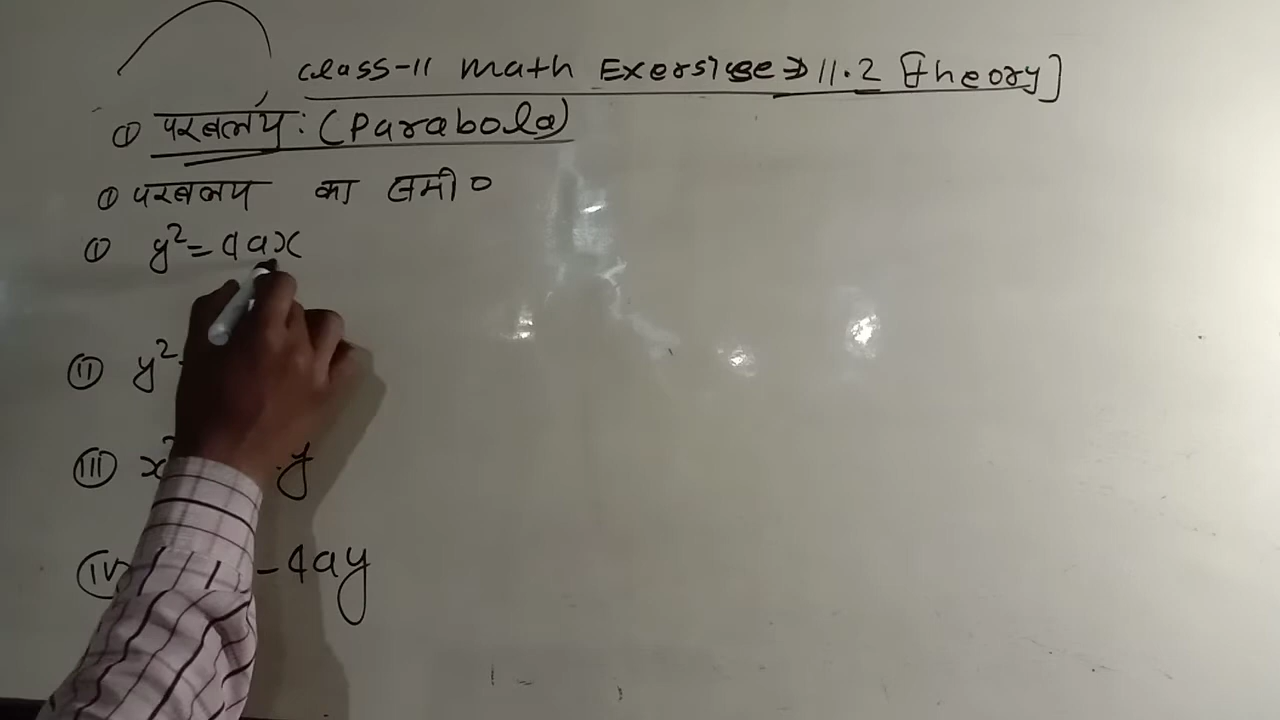 class-11 math Exersise → 11.2 [theory]
① परवलय : (Parabola)
① परवलय का समी०
① y² = 4ax
(ii) y²
(iii) x² y
(iv) - 4ay